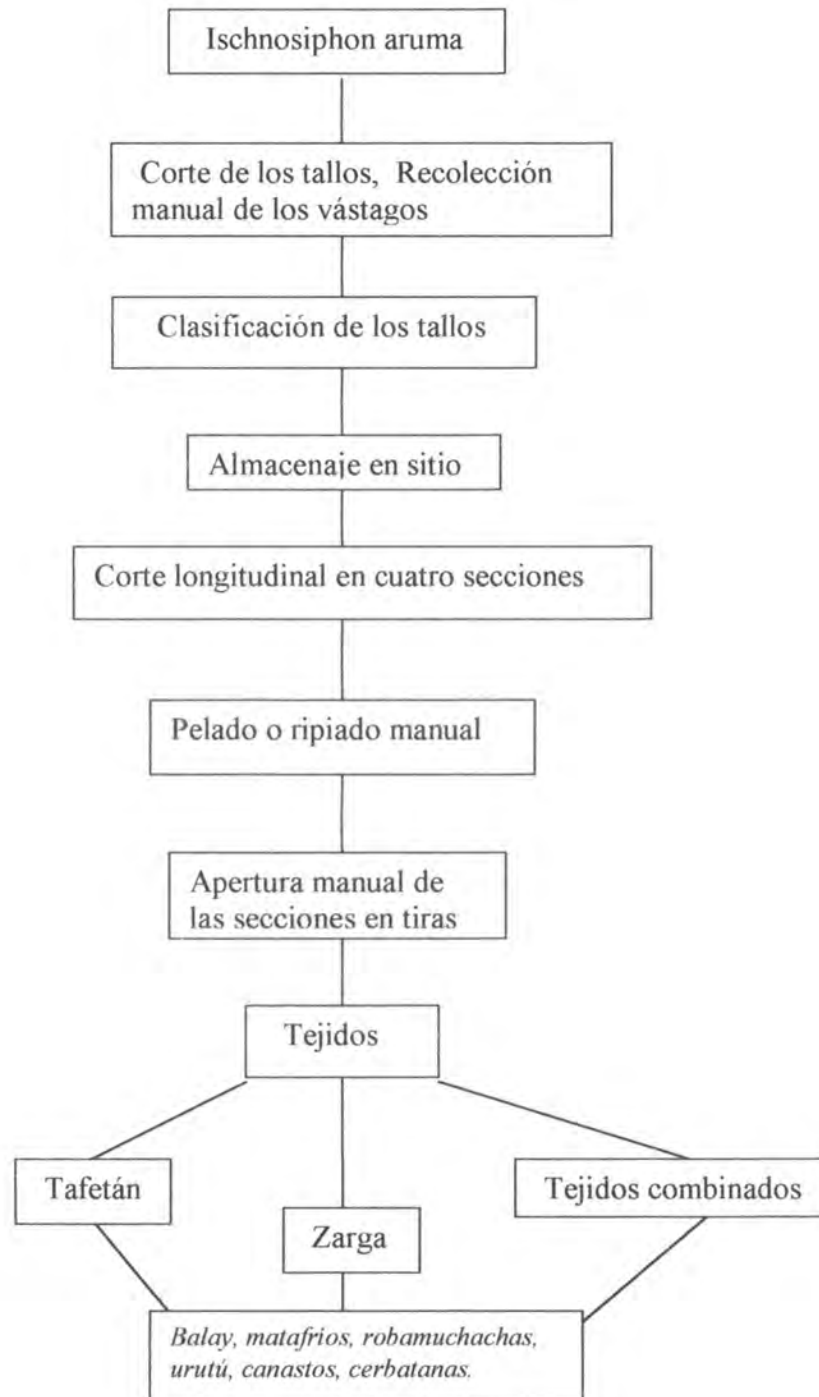 Ischnosiphon aruma
Corte de los tallos, Recolección
manual de los vástagos
Clasificación de los tallos
Almacenaje en sitio
Corte longitudinal en cuatro secciones
Pelado o ripiado manual
Apertura manual de
las secciones en tiras
Tejidos
Tafetán
Tejidos combinados
Zarga
Balay, matafrios, robamuchachas,
urutú, canastos, cerbatanas.